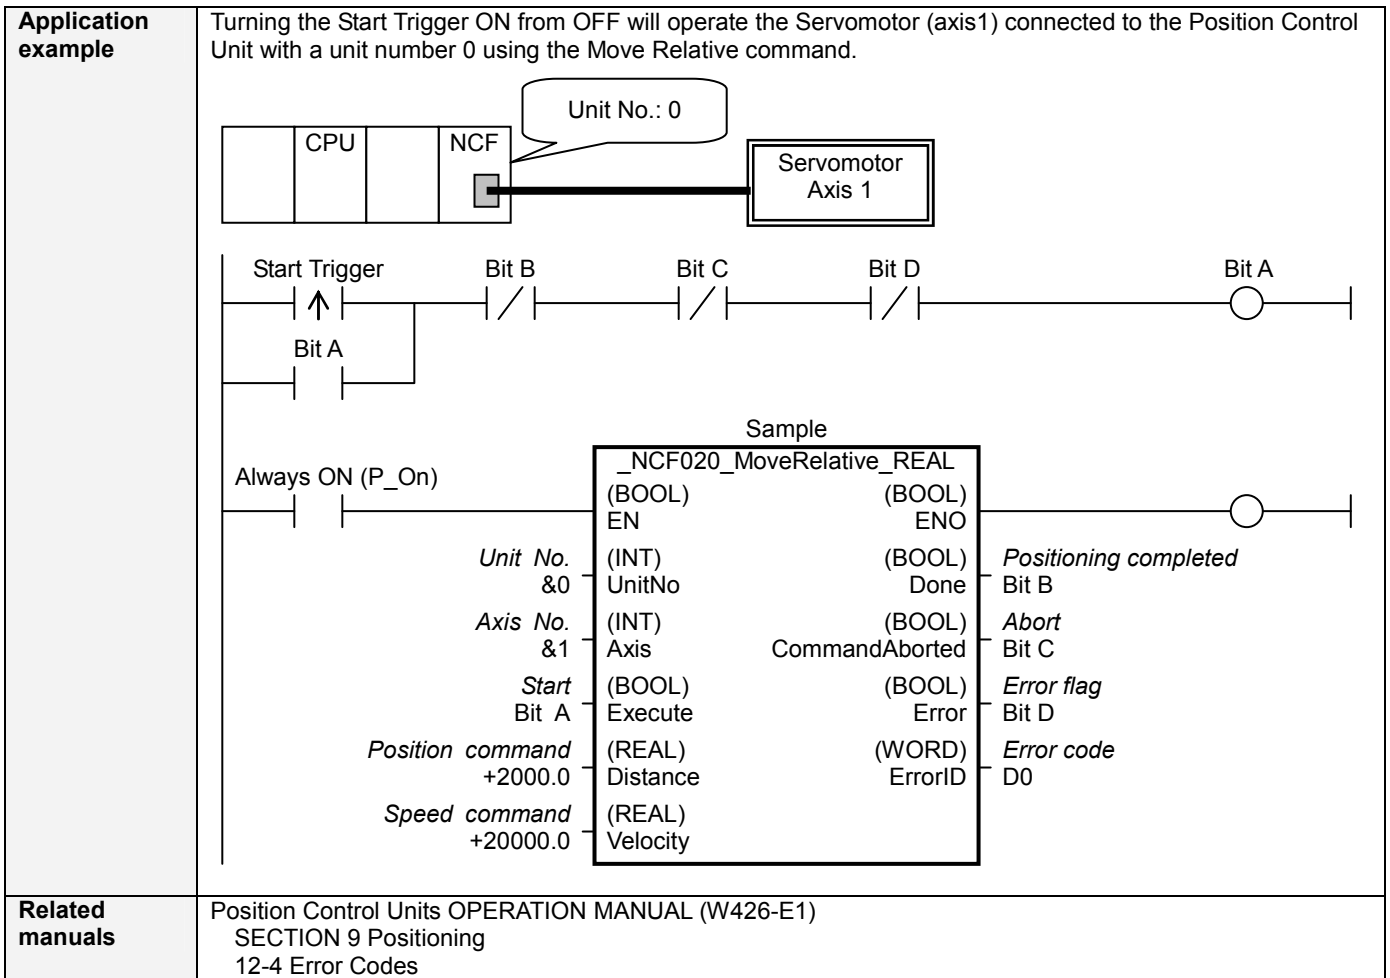 Application example
Turning the Start Trigger ON from OFF will operate the Servomotor (axis1) connected to the Position Control
Unit with a unit number 0 using the Move Relative command.
Unit No.: 0
CPU
NCF
Servomotor
Axis 1
Start Trigger
Bit B
Bit C
Bit D
Bit A
Bit A
Sample
Always ON (P_On)
_NCF020_MoveRelative_REAL
(BOOL)
EN
(BOOL)
ENO
Unit No.
&0
(INT)
UnitNo
(BOOL)
Done
Positioning completed
Bit B
Axis No.
&1
(INT)
Axis
(BOOL)
CommandAborted
Abort
Bit C
Start
Bit A
(BOOL)
Execute
(BOOL)
Error
Error flag
Bit D
Position command
+2000.0
(REAL)
Distance
(WORD)
ErrorID
Error code
D0
Speed command
+20000.0
(REAL)
Velocity
Related manuals
Position Control Units OPERATION MANUAL (W426-E1)
SECTION 9 Positioning
12-4 Error Codes